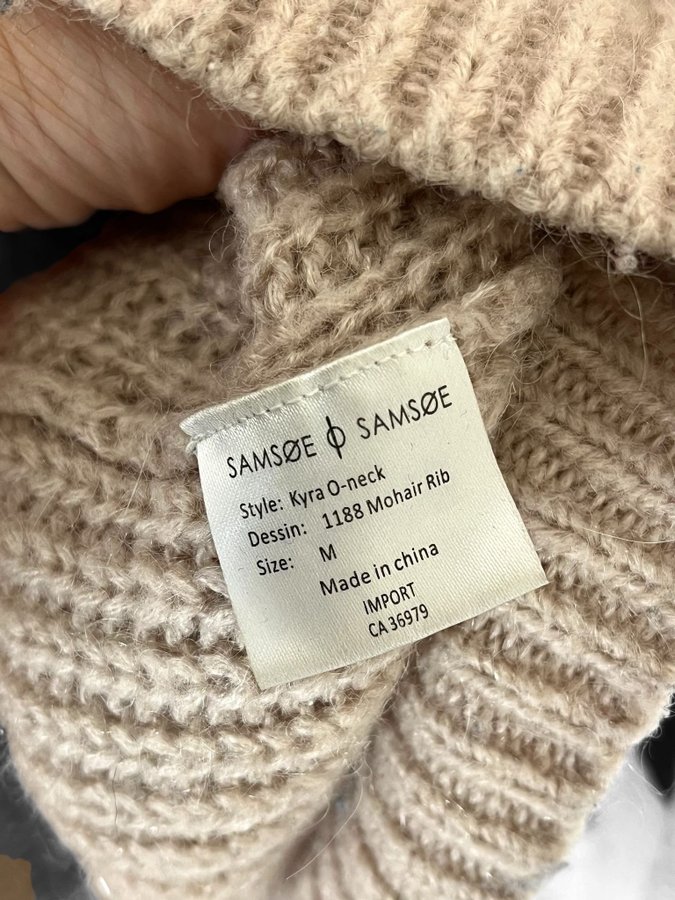 SAMSØE ϕ SAMSØE
Style: Kyra O-neck
Dessin: 1188 Mohair Rib
Size: M
Made in china
IMPORT
CA 36979